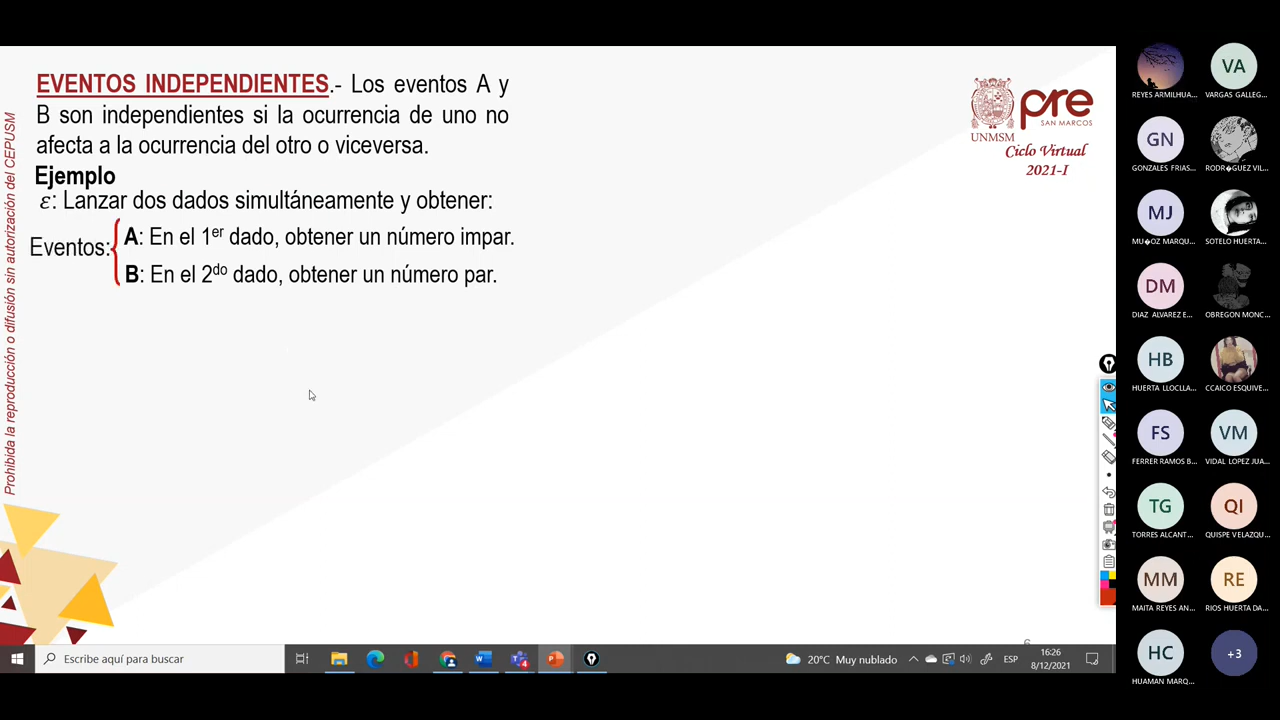 EVENTOS INDEPENDIENTES.- Los eventos A y
B son independientes si la ocurrencia de uno no
afecta a la ocurrencia del otro o viceversa.
Ejemplo
ε: Lanzar dos dados simultáneamente y obtener:
Eventos:
A: En el 1er dado, obtener un número impar.
B: En el 2do dado, obtener un número par.
Prohibida la reproducción o difusión sin autorización del CEPUSM
UNMSM
pre
SAN MARCOS
Ciclo Virtual
2021-I
REYES ARMILHUA...
VA
VARGAS GALLEG...
GN
GONZALES FRIAS...
RODR�GUEZ VIL...
MJ
MU�OZ MARQU...
SOTELO HUERTA...
DM
DIAZ ALVAREZ E...
OBREGON MONC...
HB
HUERTA LLOCLLA...
CCAICO ESQUIVE...
FS
FERRER RAMOS B...
VM
VIDAL LOPEZ JUA...
TG
TORRES ALCANT...
QI
QUISPE VELAZQU...
MM
MAITA REYES AN...
RE
RIOS HUERTA DA...
HC
HUAMAN MARQ...
+3
Escribe aquí para buscar
20°C Muy nublado
ESP
16:26
8/12/2021